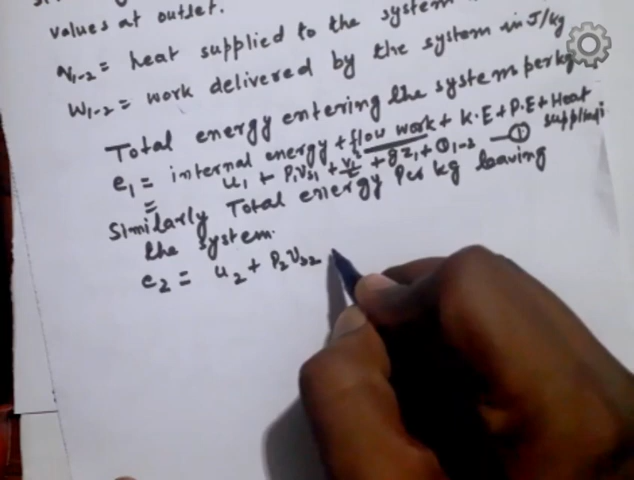 values at outlet.
q1-2 = heat supplied to the system
W1-2 = work delivered by the system in J/kg
Total energy entering the system per kg
e1 = internal energy + flow work + K.E + P.E + Heat
supplied
= u1 + P1Vs1 + V1²/2 + gz1 + q1-2 —①
Similarly Total energy Per kg leaving
the system.
e2 = u2 + P2Vs2